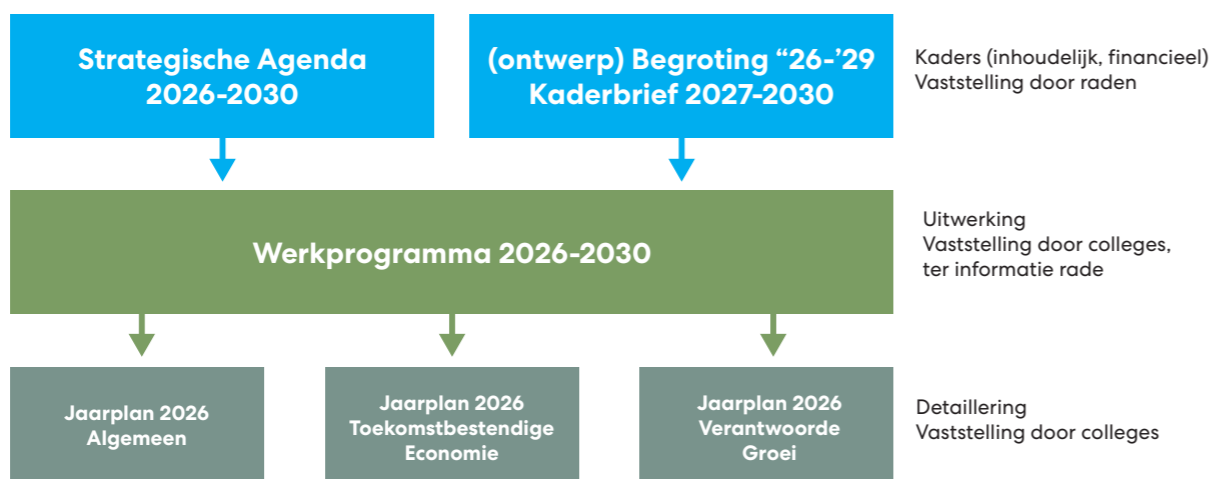 Strategische Agenda
2026-2030
(ontwerp) Begroting “26-’29
Kaderbrief 2027-2030
Kaders (inhoudelijk, financieel)
Vaststelling door raden
Werkprogramma 2026-2030
Uitwerking
Vaststelling door colleges,
ter informatie rade
Jaarplan 2026
Algemeen
Jaarplan 2026
Toekomstbestendige
Economie
Jaarplan 2026
Verantwoorde
Groei
Detaillering
Vaststelling door colleges